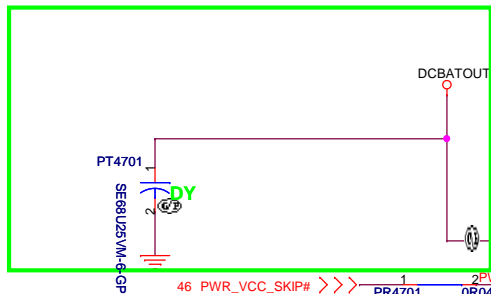 DCBATOUT
PT4701
1
DY
2
SE68U25VM-6-GP
46 PWR_VCC_SKIP#
1
2
PR4701